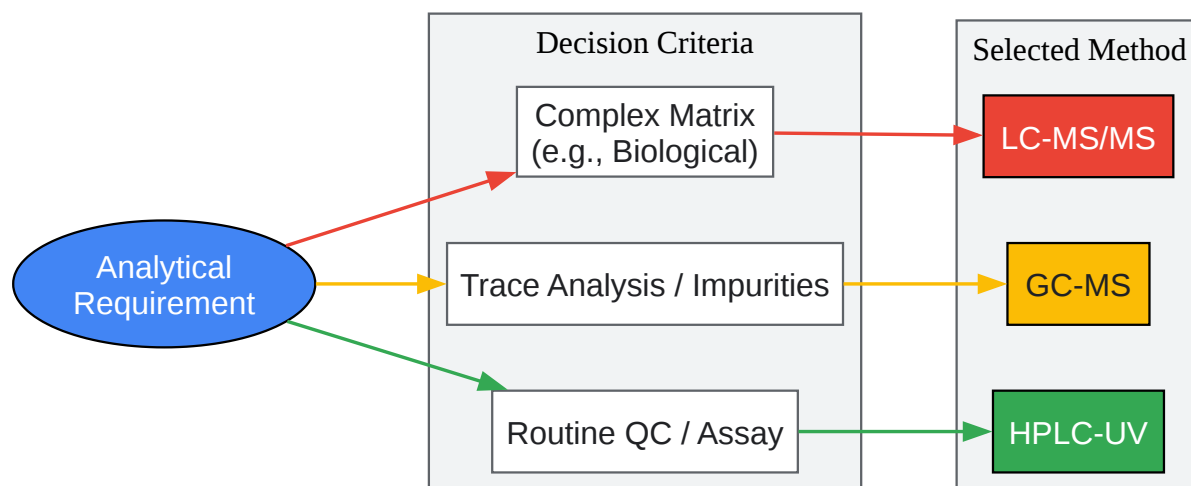 Decision Criteria
Selected Method
Complex Matrix
(e.g., Biological)
LC-MS/MS
Analytical
Requirement
Trace Analysis / Impurities
GC-MS
Routine QC / Assay
HPLC-UV